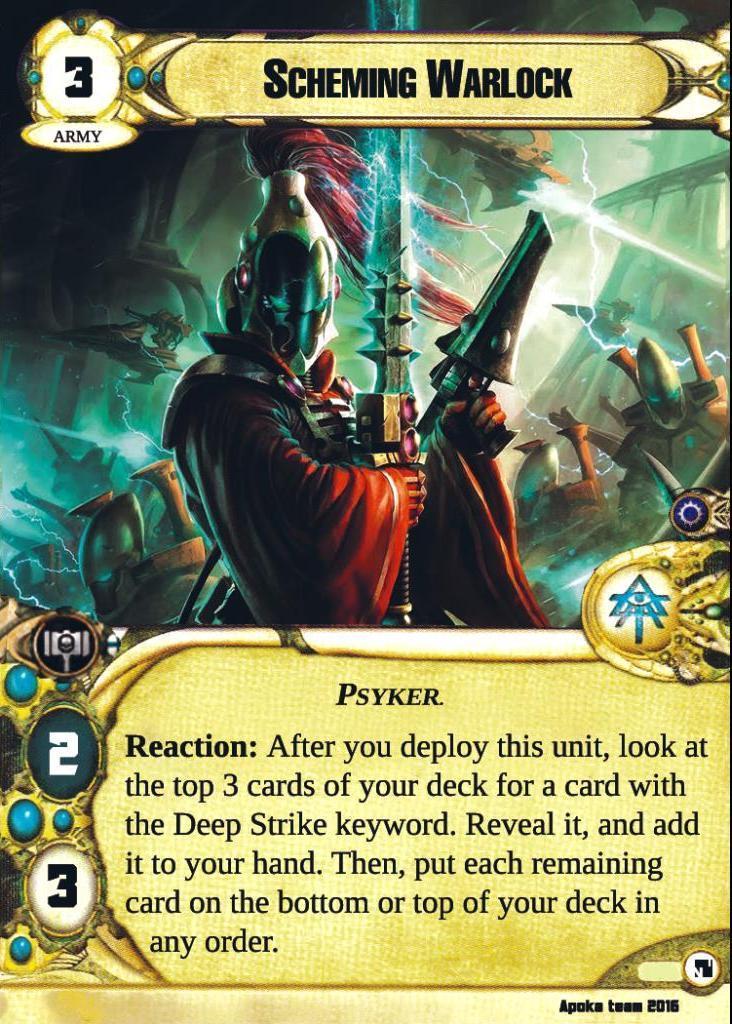 3
SCHEMING WARLOCK
ARMY
PSYKER.
2
3
Reaction: After you deploy this unit, look at
the top 3 cards of your deck for a card with
the Deep Strike keyword. Reveal it, and add
it to your hand. Then, put each remaining
card on the bottom or top of your deck in
any order.
Apoka team 2016